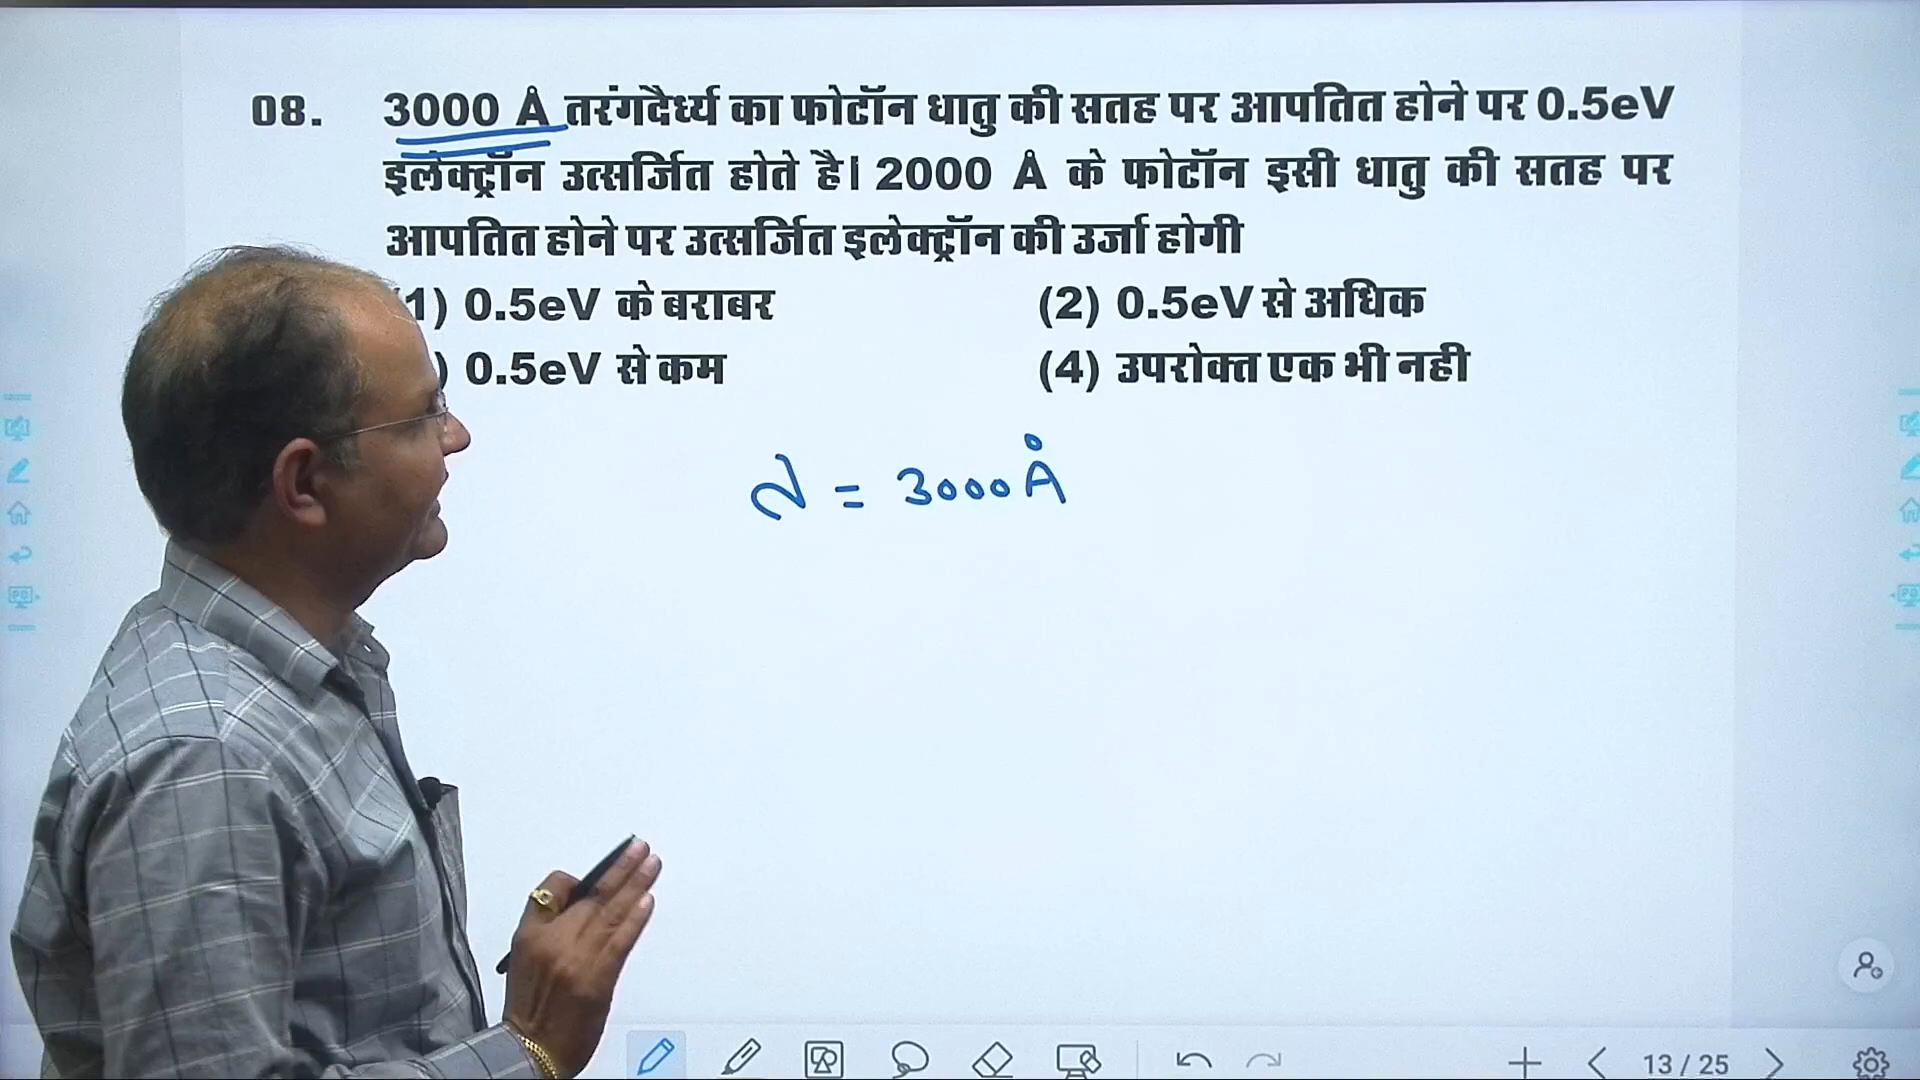 08. 3000 Å तरंगदैर्ध्य का फोटॉन धातु की सतह पर आपतित होने पर 0.5eV
इलेक्ट्रॉन उत्सर्जित होते है। 2000 Å के फोटॉन इसी धातु की सतह पर
आपतित होने पर उत्सर्जित इलेक्ट्रॉन की उर्जा होगी
1) 0.5eV के बराबर (2) 0.5eV से अधिक
) 0.5eV से कम (4) उपरोक्त एक भी नही
λ = 3000 Å
13 / 25